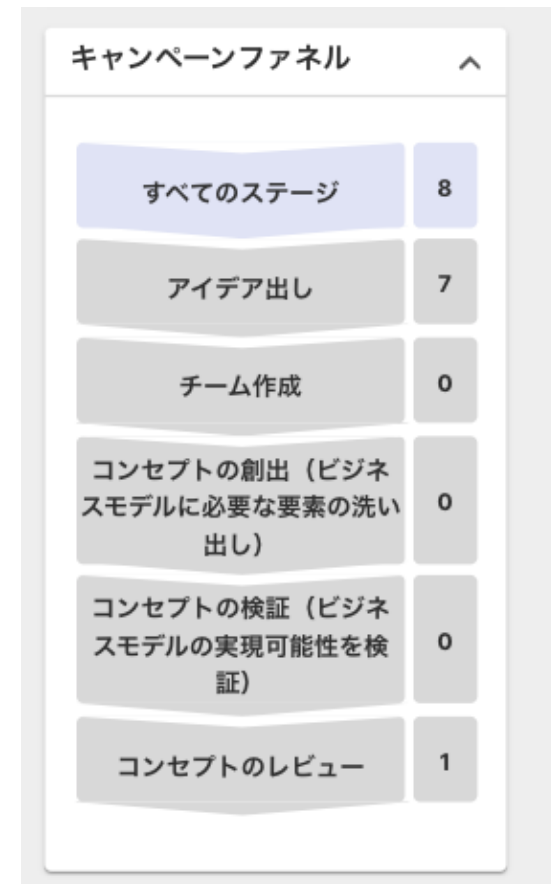 キャンペーンファネル
すべてのステージ 8
アイデア出し 7
チーム作成 0
コンセプトの創出（ビジネ
スモデルに必要な要素の洗い 0
出し）
コンセプトの検証（ビジネ
スモデルの実現可能性を検 0
証）
コンセプトのレビュー 1